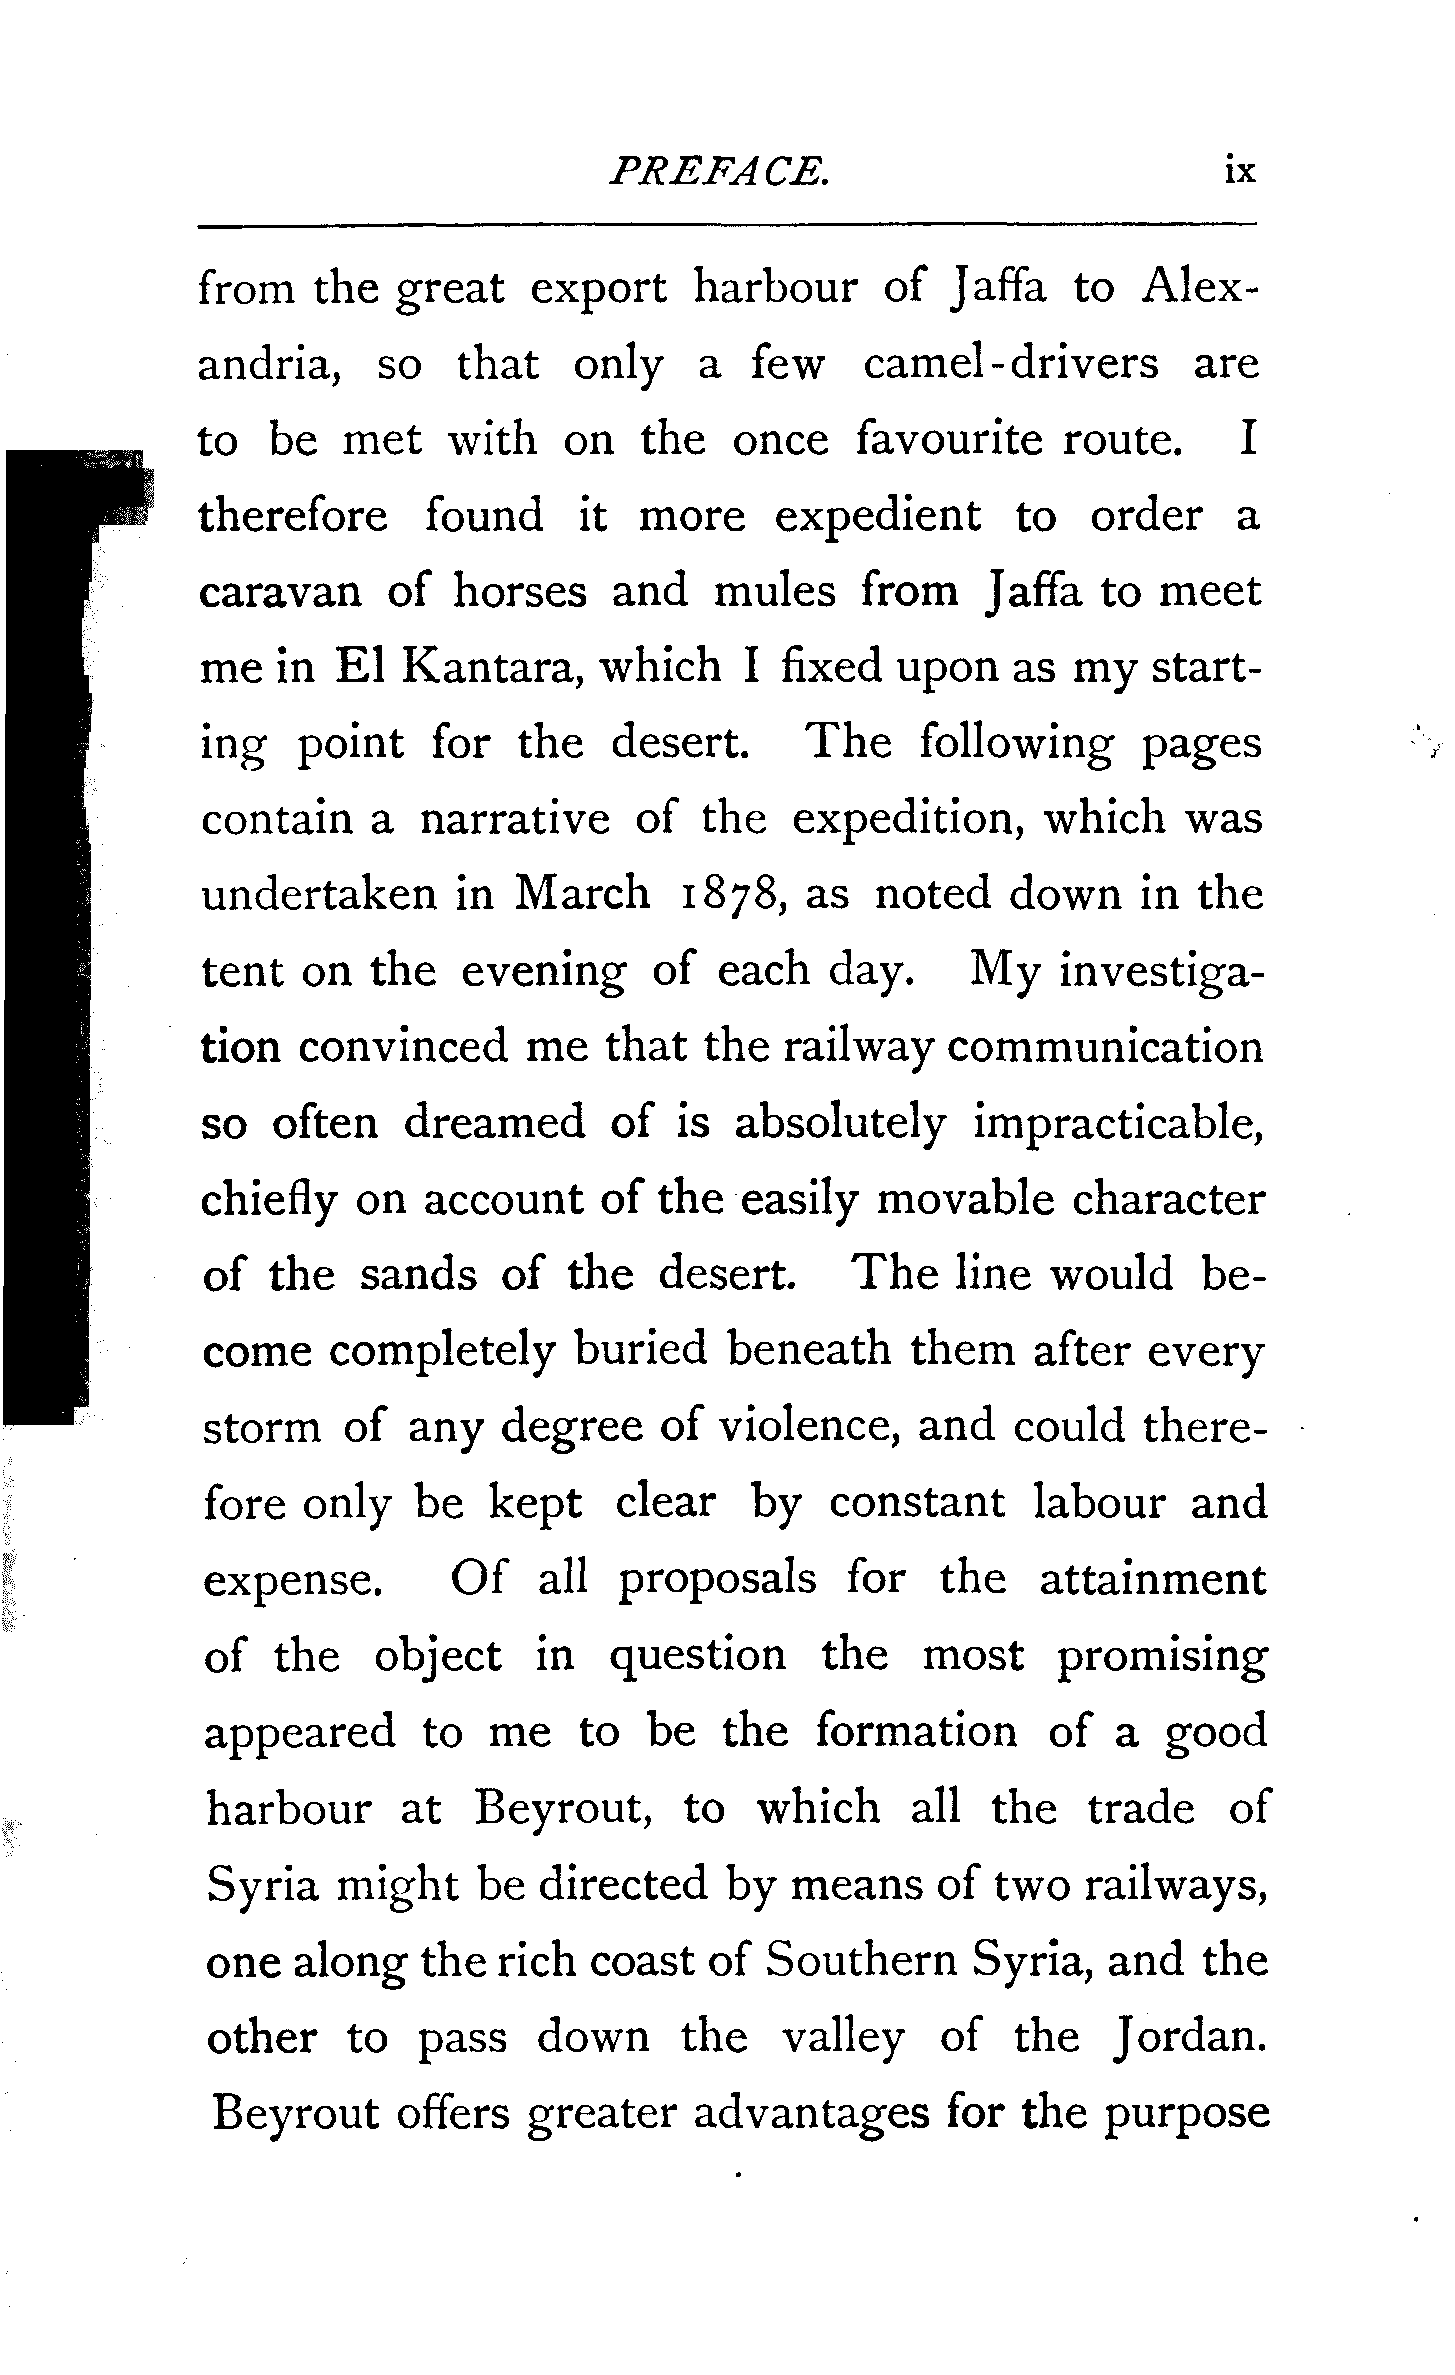 PREFACE. ix
from the great export harbour of Jaffa to Alex-
andria, so that only a few camel-drivers are
to be met with on the once favourite route. I
therefore found it more expedient to order a
caravan of horses and mules from Jaffa to meet
me in El Kantara, which I fixed upon as my start-
ing point for the desert. The following pages
contain a narrative of the expedition, which was
undertaken in March 1878, as noted down in the
tent on the evening of each day. My investiga-
tion convinced me that the railway communication
so often dreamed of is absolutely impracticable,
chiefly on account of the easily movable character
of the sands of the desert. The line would be-
come completely buried beneath them after every
storm of any degree of violence, and could there-
fore only be kept clear by constant labour and
expense. Of all proposals for the attainment
of the object in question the most promising
appeared to me to be the formation of a good
harbour at Beyrout, to which all the trade of
Syria might be directed by means of two railways,
one along the rich coast of Southern Syria, and the
other to pass down the valley of the Jordan.
Beyrout offers greater advantages for the purpose